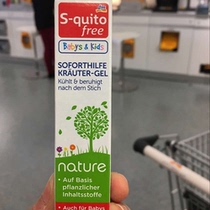 S-quito
free
Babys & Kids
SOFORTHILFE
KRÄUTER-GEL
Kühlt & beruhigt
nach dem Stich
nature
• Auf Basis
pflanzlicher
Inhaltsstoffe
• Auch für Babys